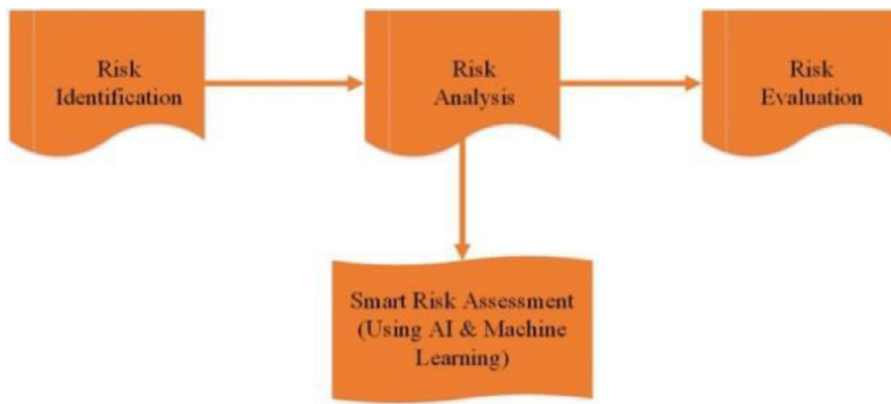 Risk
Identification
Risk
Analysis
Risk
Evaluation
Smart Risk Assessment
(Using AI & Machine
Learning)